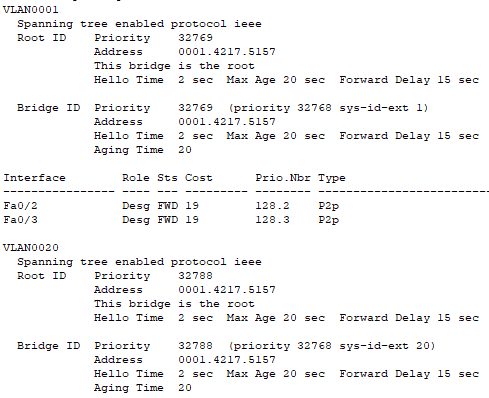 VLAN0001
  Spanning tree enabled protocol ieee
  Root ID    Priority    32769
             Address     0001.4217.5157
             This bridge is the root
             Hello Time  2 sec  Max Age 20 sec  Forward Delay 15 sec

  Bridge ID  Priority    32769  (priority 32768 sys-id-ext 1)
             Address     0001.4217.5157
             Hello Time  2 sec  Max Age 20 sec  Forward Delay 15 sec
             Aging Time  20

Interface        Role Sts Cost      Prio.Nbr Type
---------------- ---- --- --------- -------- --------------------------------
Fa0/2            Desg FWD 19        128.2    P2p
Fa0/3            Desg FWD 19        128.3    P2p

VLAN0020
  Spanning tree enabled protocol ieee
  Root ID    Priority    32788
             Address     0001.4217.5157
             This bridge is the root
             Hello Time  2 sec  Max Age 20 sec  Forward Delay 15 sec

  Bridge ID  Priority    32788  (priority 32768 sys-id-ext 20)
             Address     0001.4217.5157
             Hello Time  2 sec  Max Age 20 sec  Forward Delay 15 sec
             Aging Time  20